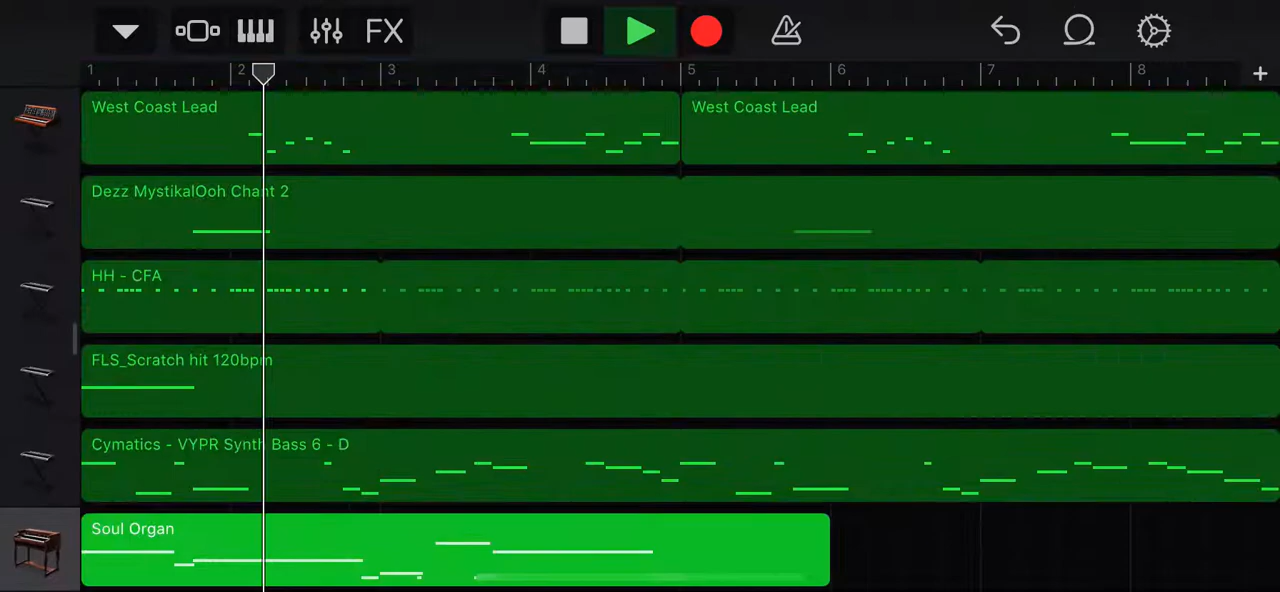 FX
1 2 3 4 5 6 7 8 +
West Coast Lead West Coast Lead
Dezz MystikalOoh Chant 2
HH - CFA
FLS_Scratch hit 120bpm
Cymatics - VYPR Synth Bass 6 - D
Soul Organ